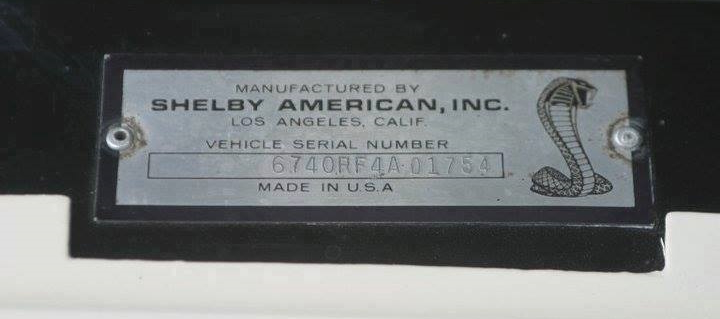 MANUFACTURED BY
SHELBY AMERICAN, INC.
LOS ANGELES, CALIF.
VEHICLE SERIAL NUMBER
6740RF4A-01754
MADE IN U.S.A